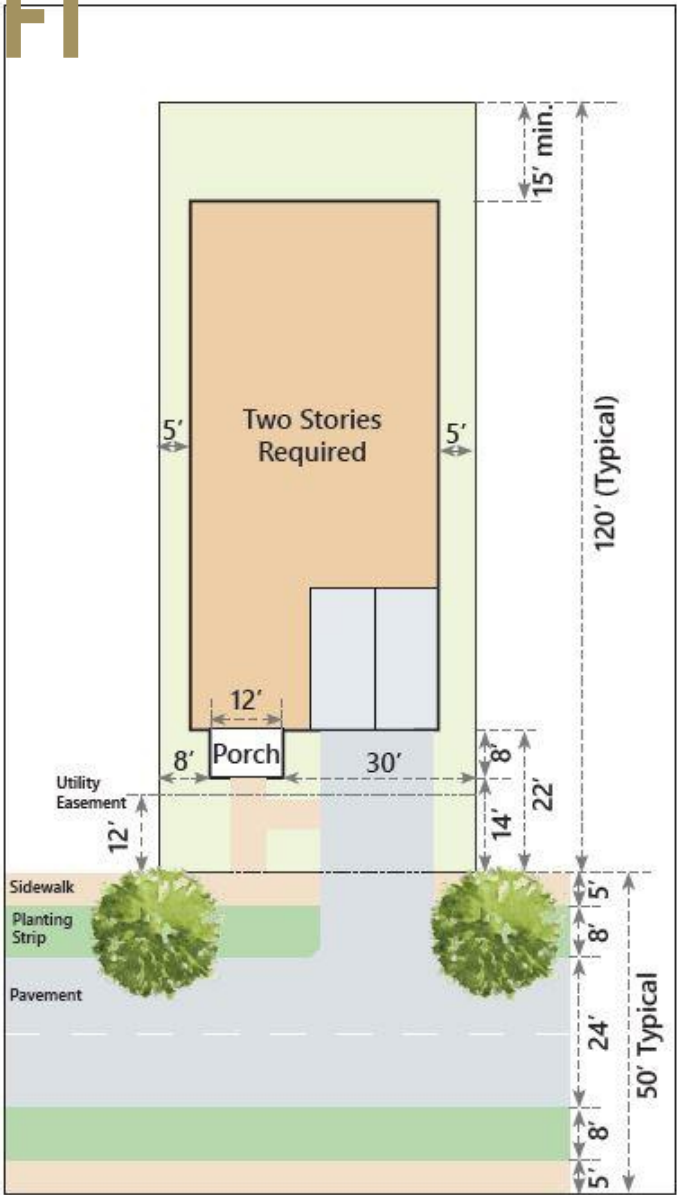 15' min.
120' (Typical)
5'
Two Stories
Required
5'
12'
Porch
8'
30'
8'
22'
14'
Utility
Easement
12'
Sidewalk
5'
Planting
Strip
8'
Pavement
24'
50' Typical
8'
5'